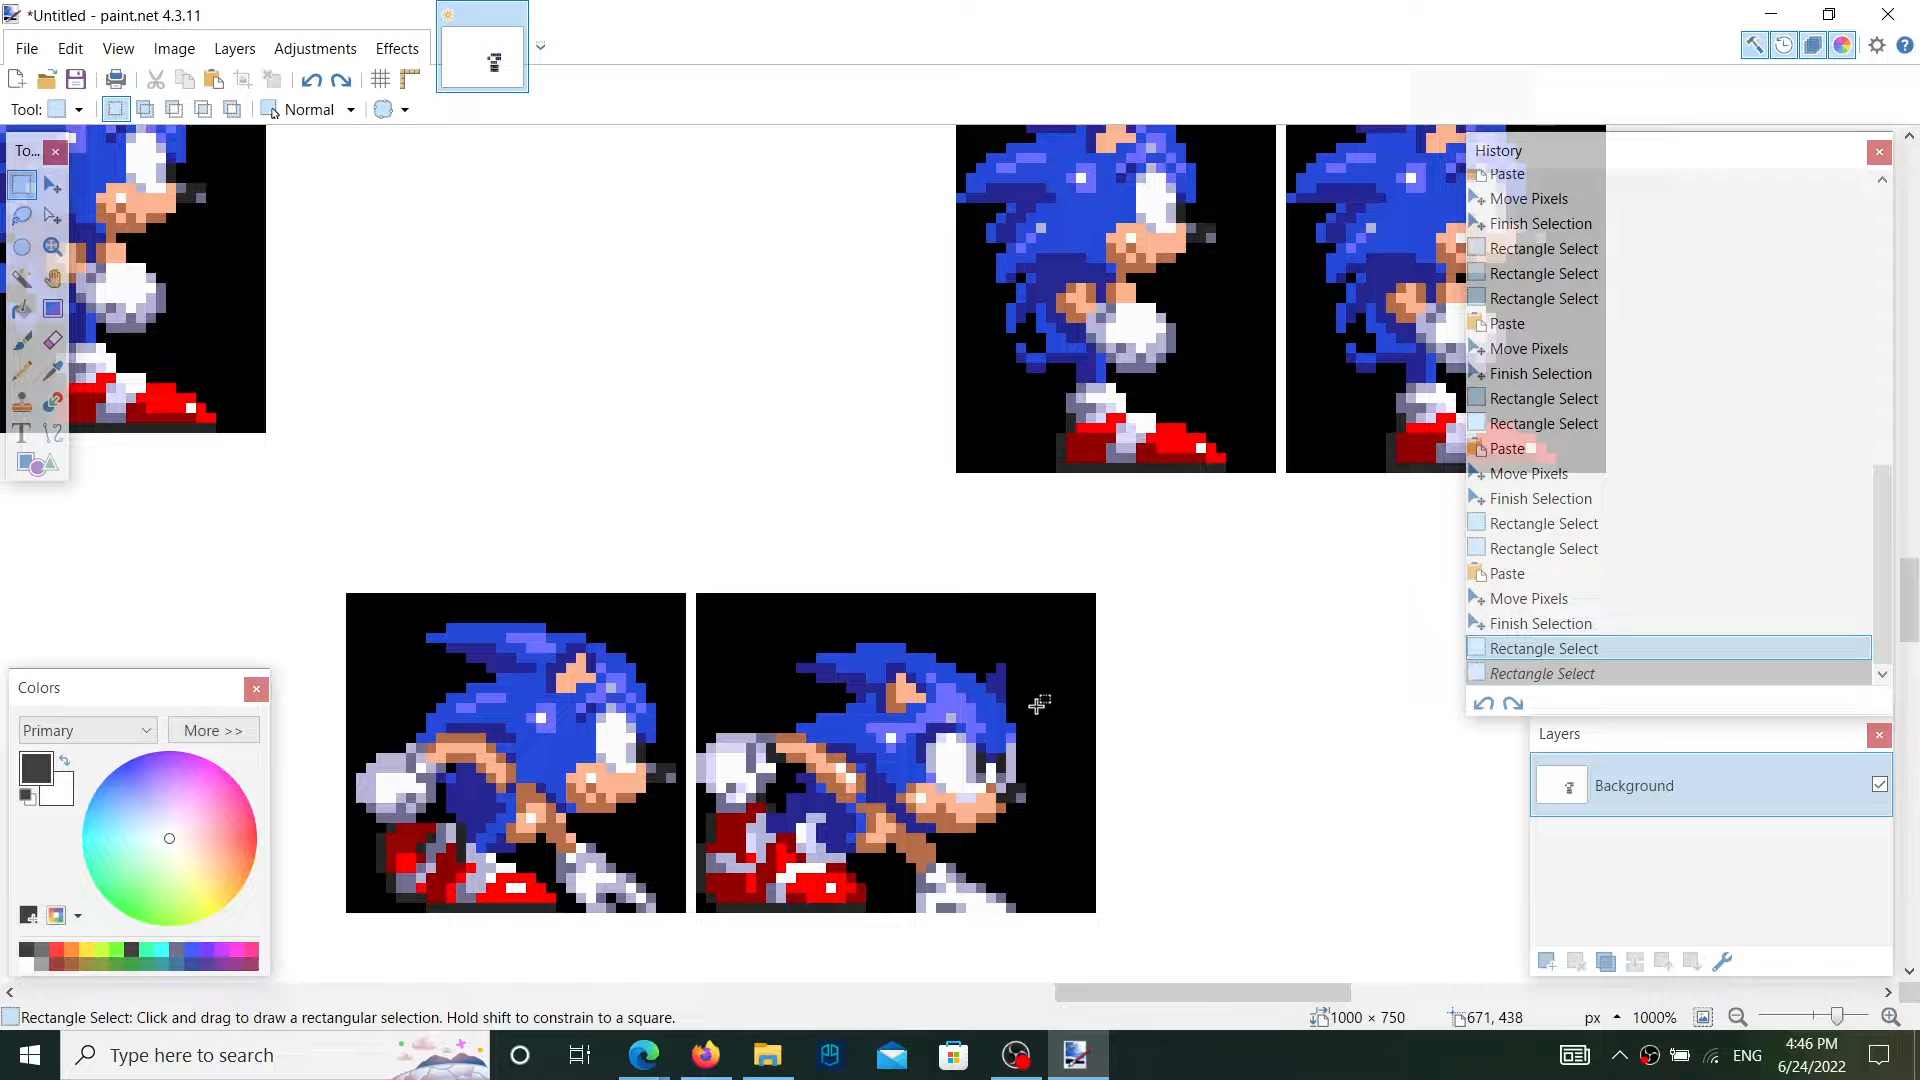 *Untitled - paint.net 4.3.11
File Edit View Image Layers Adjustments Effects
Tool: Normal
To...
History
Paste
Move Pixels
Finish Selection
Rectangle Select
Rectangle Select
Rectangle Select
Paste
Move Pixels
Finish Selection
Rectangle Select
Rectangle Select
Paste
Move Pixels
Finish Selection
Rectangle Select
Rectangle Select
Paste
Move Pixels
Finish Selection
Rectangle Select
Rectangle Select
Colors
Primary More >>
Layers
Background
Rectangle Select: Click and drag to draw a rectangular selection. Hold shift to constrain to a square.
1000 × 750 671, 438 px 1000%
Type here to search
ENG
4:46 PM
6/24/2022